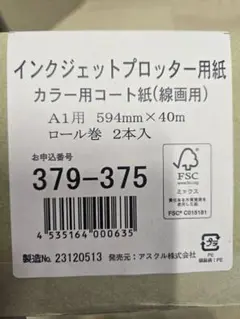 インクジェットプロッター用紙
カラー用コート紙(線画用)
A1用 594mm×40m
ロール巻 2本入
お申込番号
379-375
4 535164 000635
FSC
ミックス
FSC® C015181
製造No. 23120513 発売元:アスクル株式会社
PE